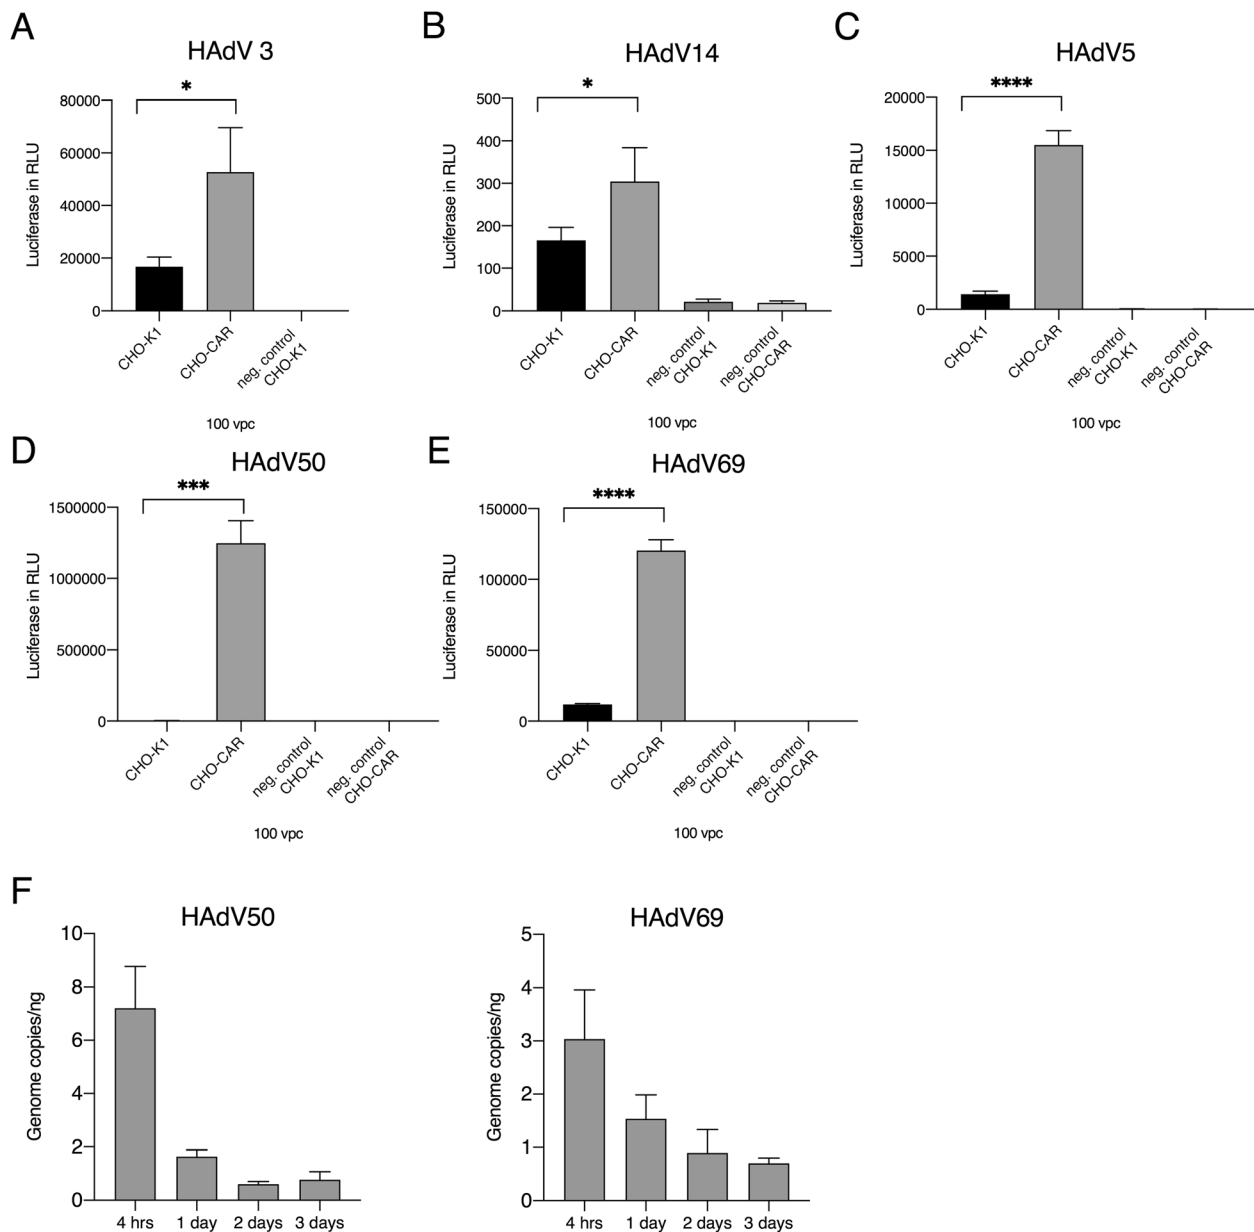 A
HAdV 3
*
80000
60000
40000
20000
0
Luciferase in RLU
CHO-K1
CHO-CAR
neg. control
CHO-K1
100 vpc
B
HAdV14
*
500
400
300
200
100
0
Luciferase in RLU
CHO-K1
CHO-CAR
neg. control
CHO-K1
neg. control
CHO-CAR
C
HAdV5
****
20000
15000
10000
5000
0
Luciferase in RLU
CHO-K1
CHO-CAR
neg. control
CHO-K1
neg. control
CHO-CAR
100 vpc
100 vpc
D
HAdV50
***
1500000
1000000
500000
0
Luciferase in RLU
CHO-K1
CHO-CAR
neg. control
CHO-K1
neg. control
CHO-CAR
100 vpc
E
HAdV69
****
150000
100000
50000
0
Luciferase in RLU
CHO-K1
CHO-CAR
neg. control
CHO-K1
neg. control
CHO-CAR
100 vpc
F
HAdV50
10
8
6
4
2
0
Genome copies/ng
4 hrs
1 day
2 days
3 days
HAdV69
5
4
3
2
1
0
Genome copies/ng
4 hrs
1 day
2 days
3 days